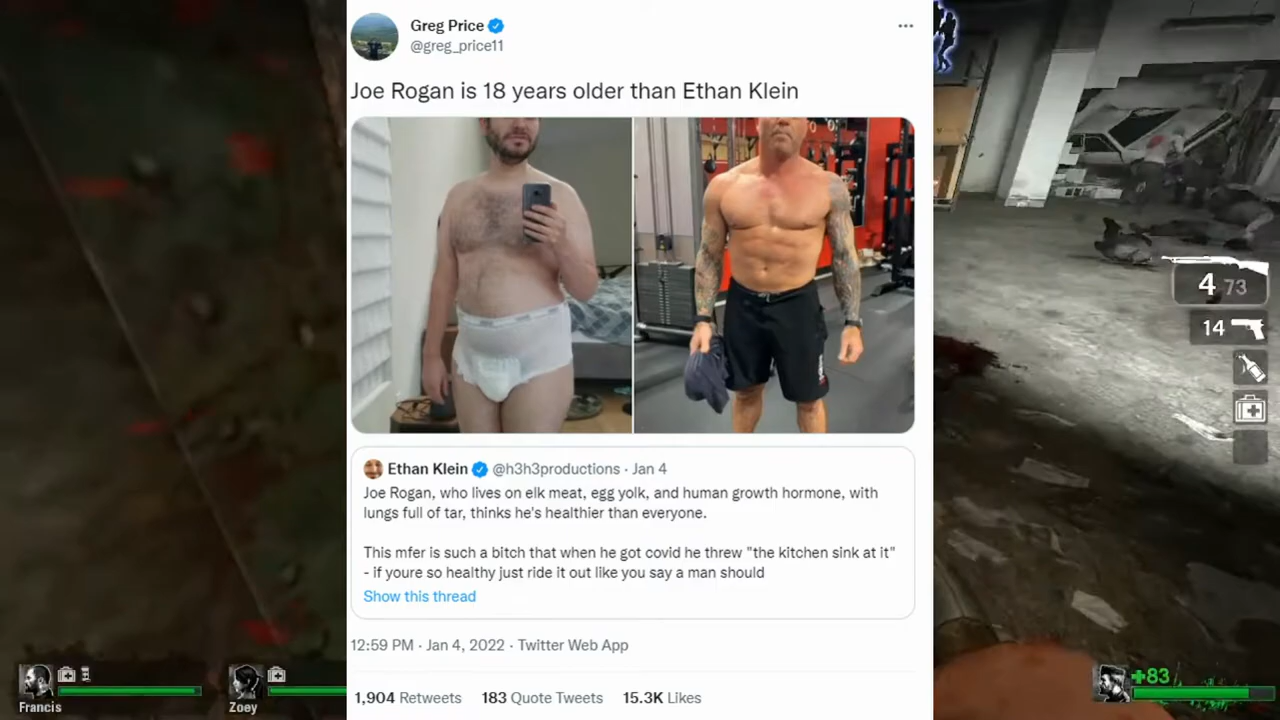 Greg Price
@greg_price11
Joe Rogan is 18 years older than Ethan Klein
Ethan Klein @h3h3productions · Jan 4
Joe Rogan, who lives on elk meat, egg yolk, and human growth hormone, with
lungs full of tar, thinks he's healthier than everyone.
This mfer is such a bitch that when he got covid he threw "the kitchen sink at it"
- if youre so healthy just ride it out like you say a man should
Show this thread
12:59 PM · Jan 4, 2022 · Twitter Web App
1,904 Retweets 183 Quote Tweets 15.3K Likes
4 73
14
Francis
Zoey
+83